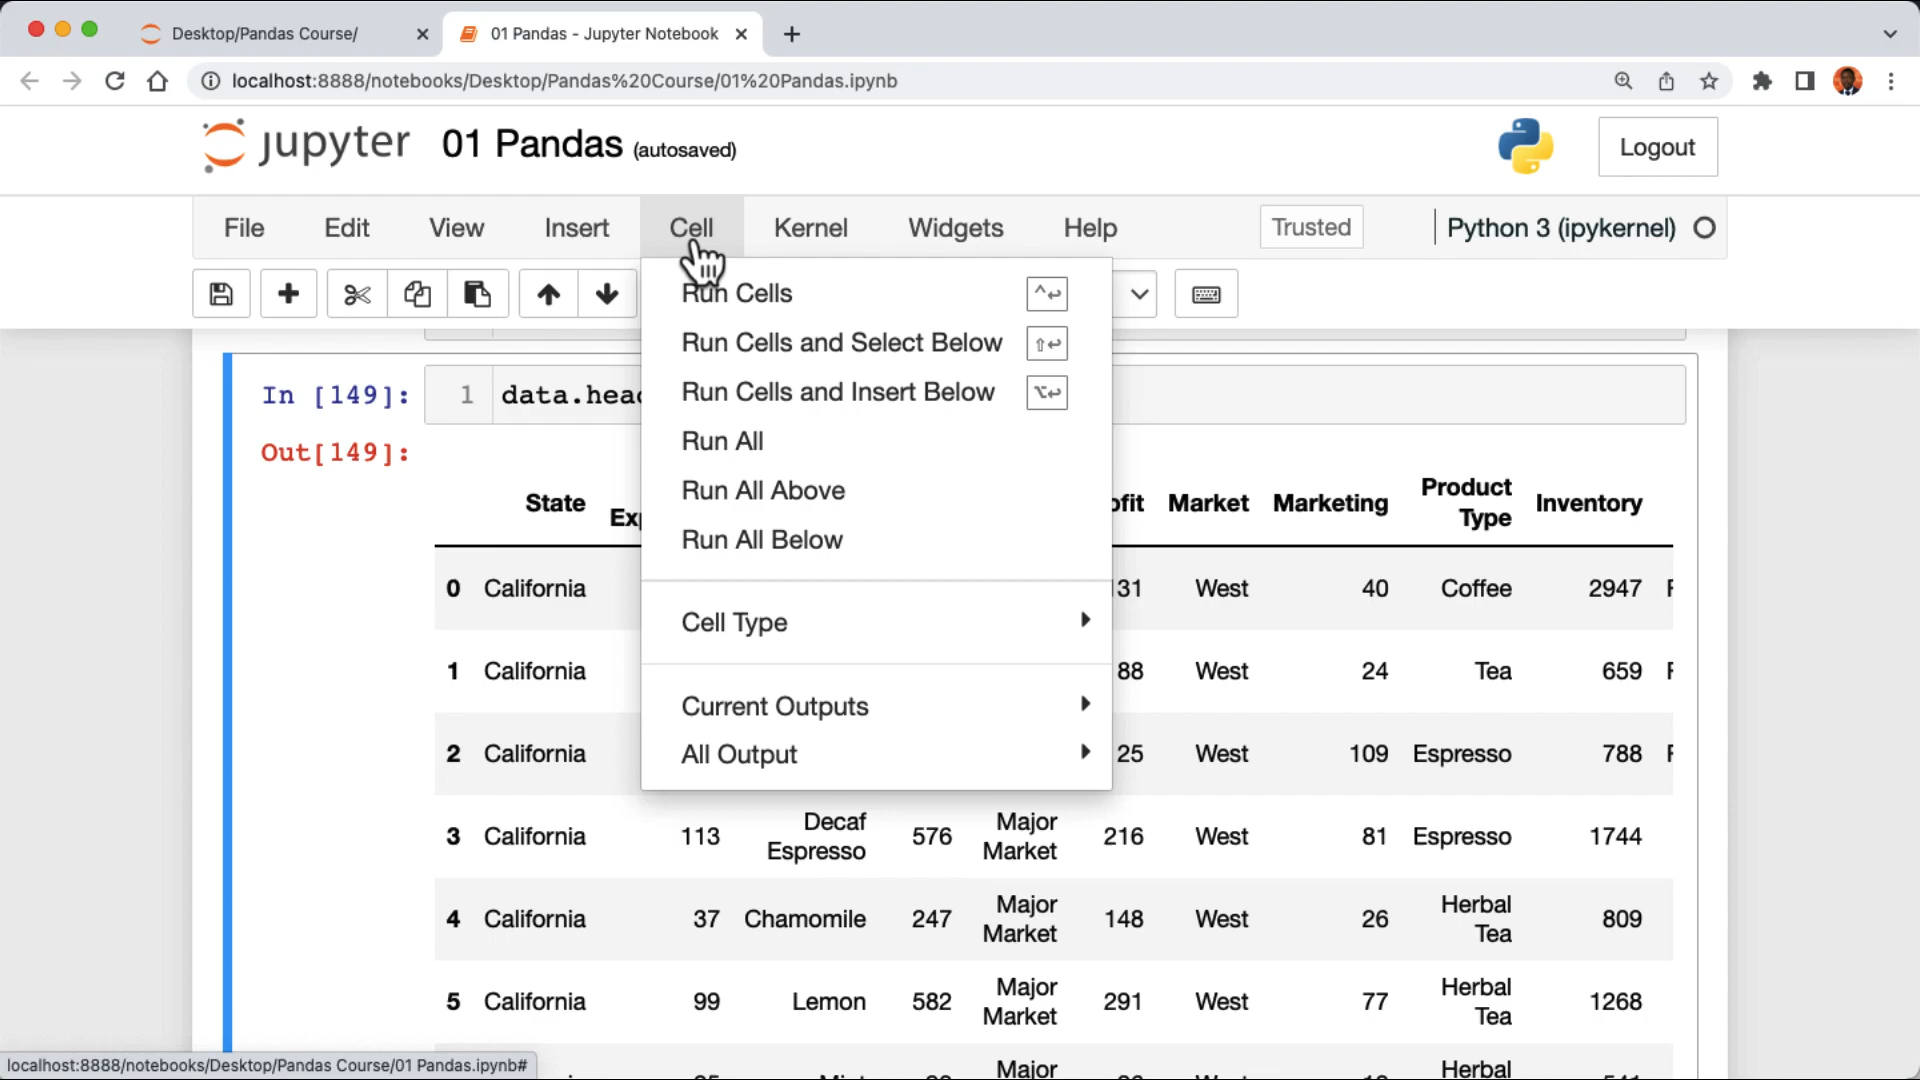 Desktop/Pandas Course/
01 Pandas - Jupyter Notebook
localhost:8888/notebooks/Desktop/Pandas%20Course/01%20Pandas.ipynb
jupyter 01 Pandas (autosaved)
Logout
File Edit View Insert Cell Kernel Widgets Help Trusted Python 3 (ipykernel)
Run Cells
Run Cells and Select Below
Run Cells and Insert Below
Run All
Run All Above
Run All Below
Cell Type
Current Outputs
All Output
In [149]: 1 data.head
Out[149]:
State Market Marketing Product Type Inventory
0 California 131 West 40 Coffee 2947
1 California 88 West 24 Tea 659
2 California 25 West 109 Espresso 788
3 California 113 Decaf Espresso 576 Major Market 216 West 81 Espresso 1744
4 California 37 Chamomile 247 Major Market 148 West 26 Herbal Tea 809
5 California 99 Lemon 582 Major Market 291 West 77 Herbal Tea 1268
Major Herbal
localhost:8888/notebooks/Desktop/Pandas Course/01 Pandas.ipynb#